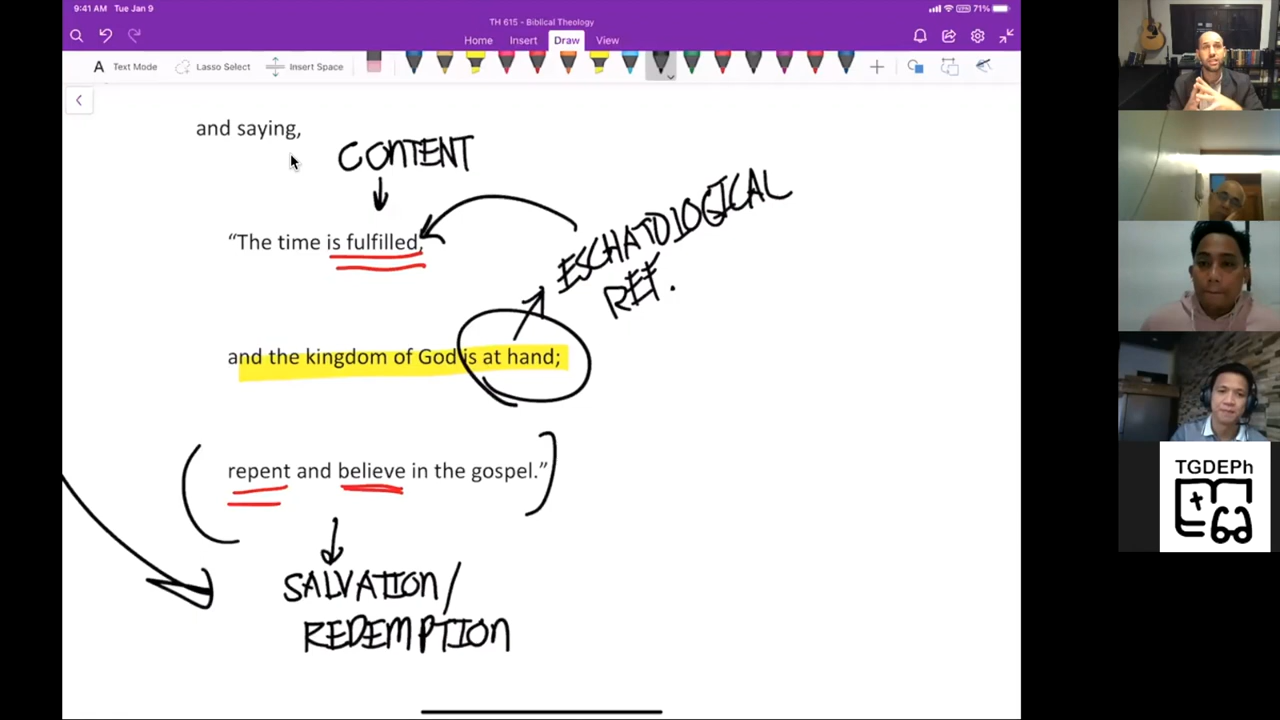 9:41 AM Tue Jan 9
71%
TH 615 - Biblical Theology
Home Insert Draw View
A Text Mode Lasso Select Insert Space
and saying,
CONTENT
"The time is fulfilled,
ESCHATOLOGICAL
REF.
and the kingdom of God is at hand;
repent and believe in the gospel."
SALVATION/
REDEMPTION
TGDEPh